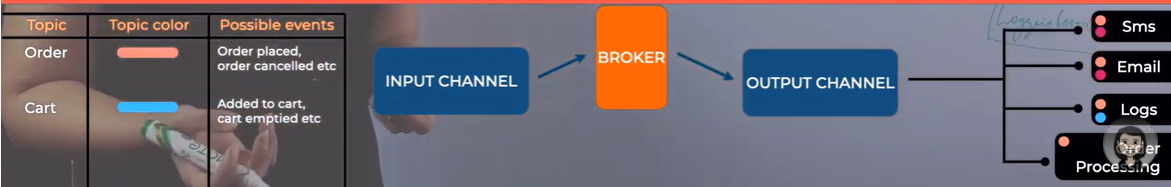 Topic
Topic color
Possible events
Order
Order placed,
order cancelled etc
Cart
Added to cart,
cart emptied etc
INPUT CHANNEL
BROKER
OUTPUT CHANNEL
Sms
Email
Logs
Processing